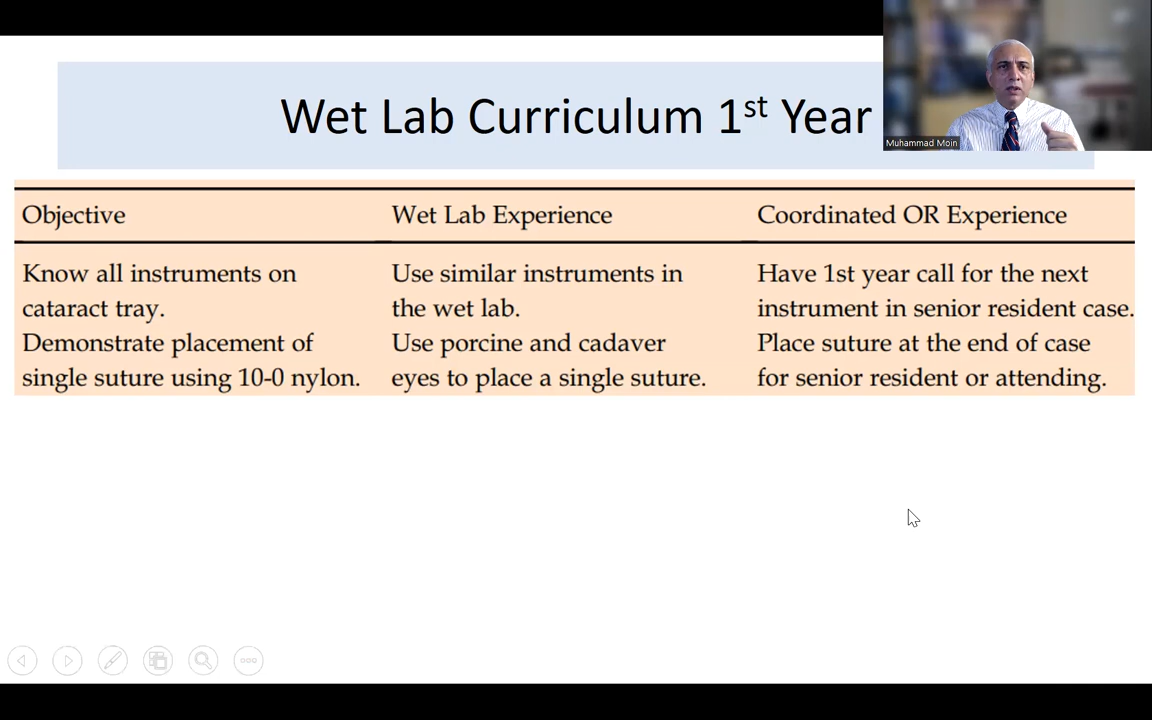 Wet Lab Curriculum 1st Year
Muhammad Moin
Objective Wet Lab Experience Coordinated OR Experience
Know all instruments on Use similar instruments in Have 1st year call for the next
cataract tray. the wet lab. instrument in senior resident case.
Demonstrate placement of Use porcine and cadaver Place suture at the end of case
single suture using 10-0 nylon. eyes to place a single suture. for senior resident or attending.